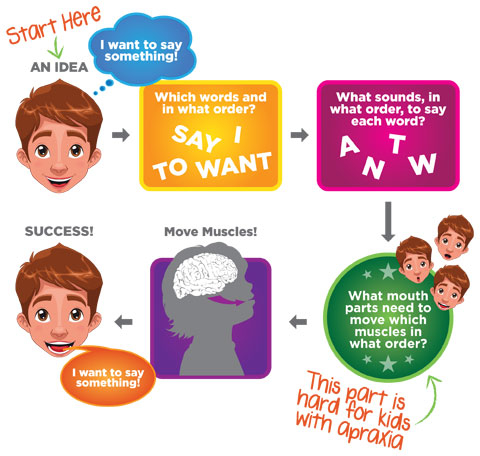 Start Here
AN IDEA
I want to say
something!
Which words and
in what order?
SAY I
TO WANT
What sounds, in
what order, to say
each word?
A N T W
What mouth
parts need to
move which
muscles in
what order?
This part is
hard for kids
with apraxia
Move Muscles!
SUCCESS!
I want to say
something!